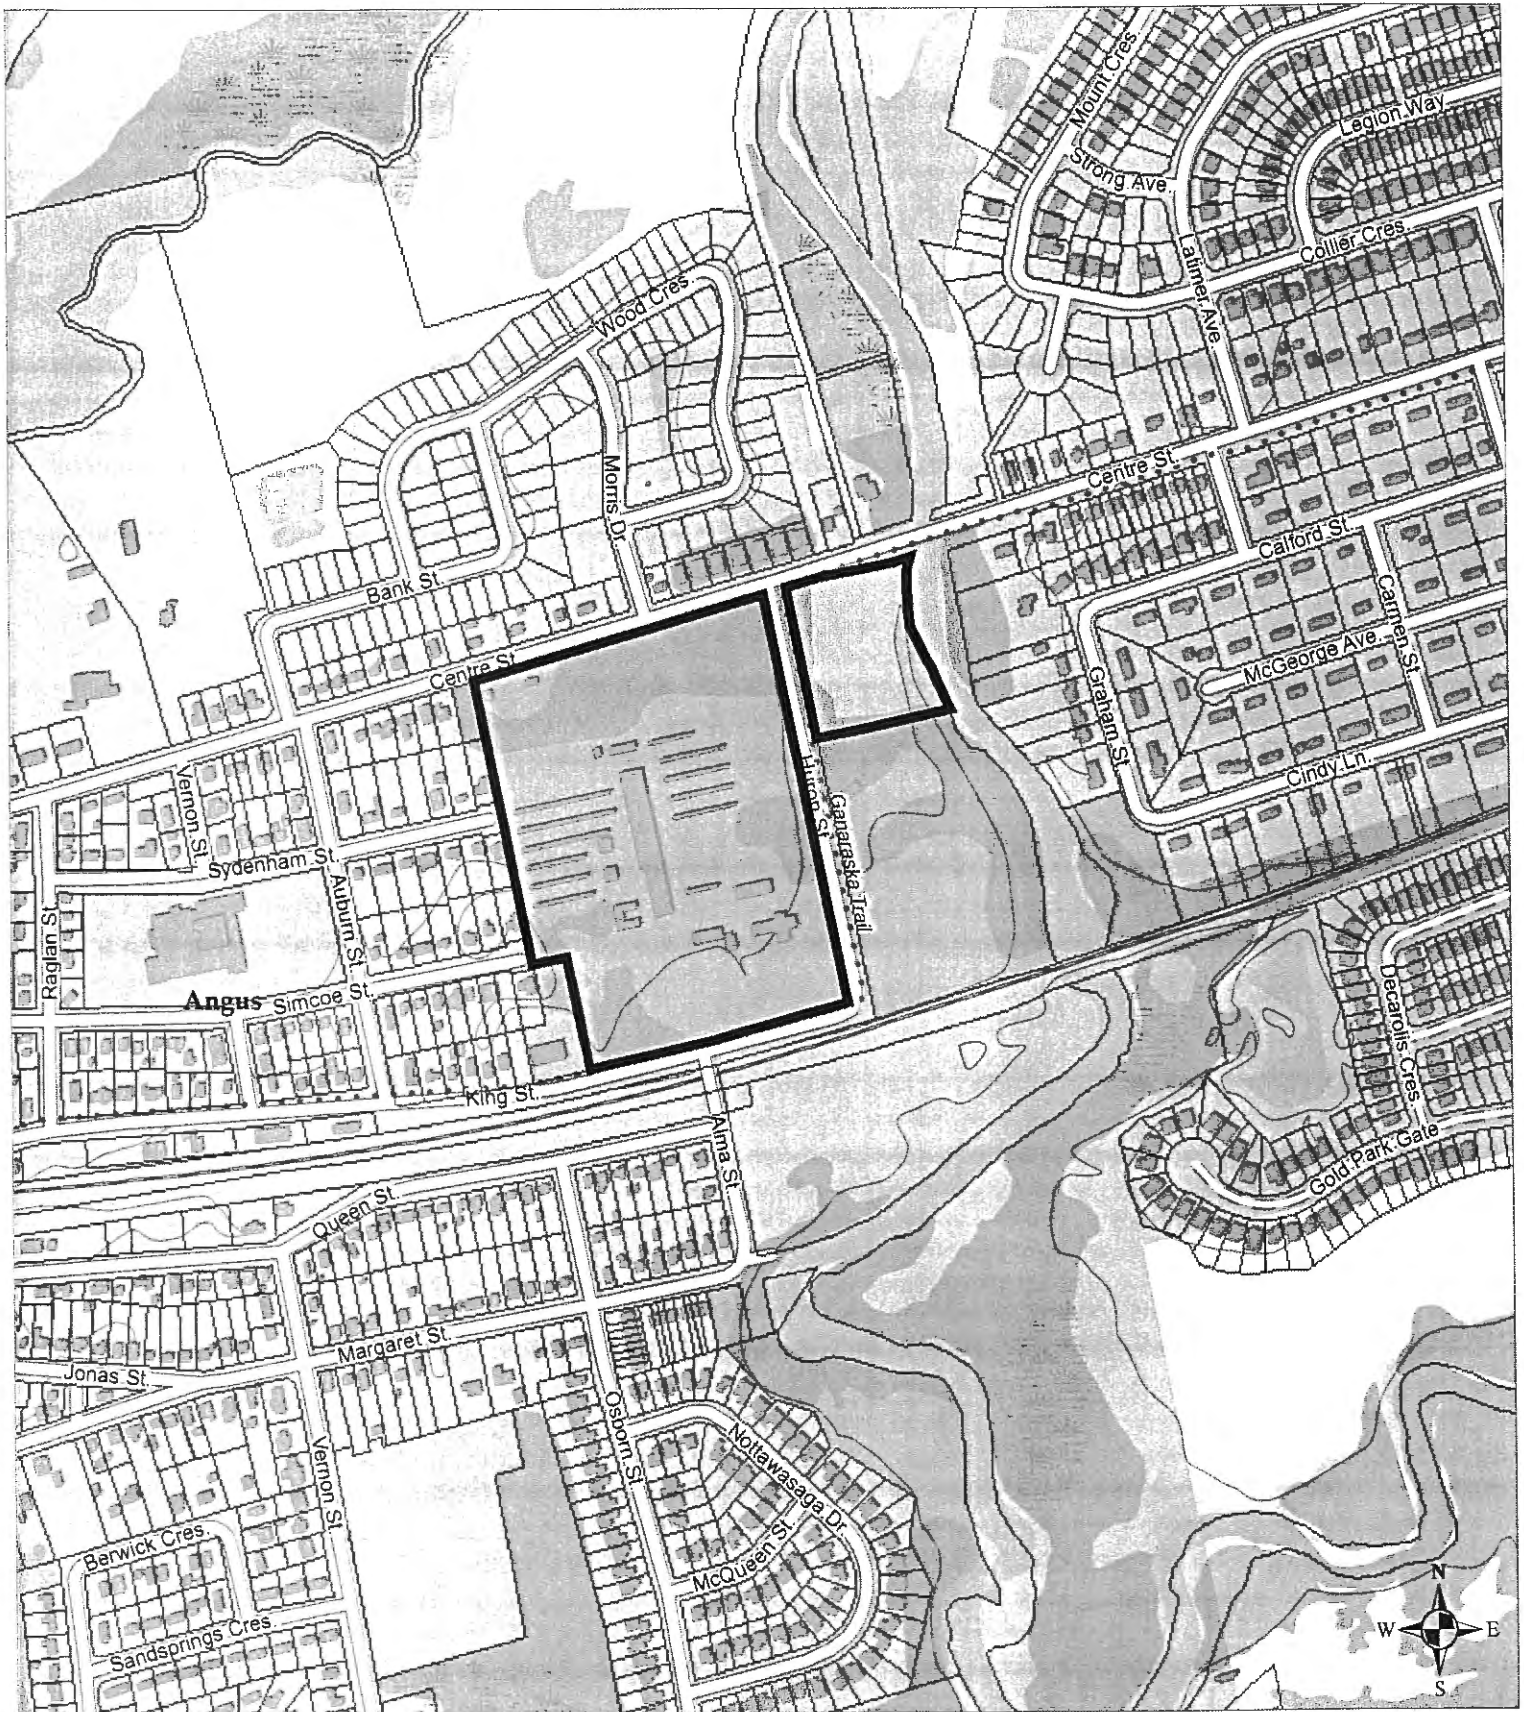 Mount Cres.
Legion Way
Strong Ave.
Collier Cres.
Latimer Ave.
Wood Cres.
Centre St.
Morris Dr.
Calford St.
Bank St.
Carmen St.
McGeorge Ave.
Centre St.
Graham St.
Cindy Ln.
Vernon St.
Huron St.
Ganaraska Trail
Sydenham St.
Auburn St.
Raglan St.
Angus
Simcoe St.
Decarolis Cres.
King St.
Alma St.
Gold Park Gate
Queen St.
Margaret St.
Jonas St.
Osborn St.
Nottawasaga Dr.
Vernon St.
Berwick Cres.
McQueen St.
Sandsprings Cres.
N
W
E
S